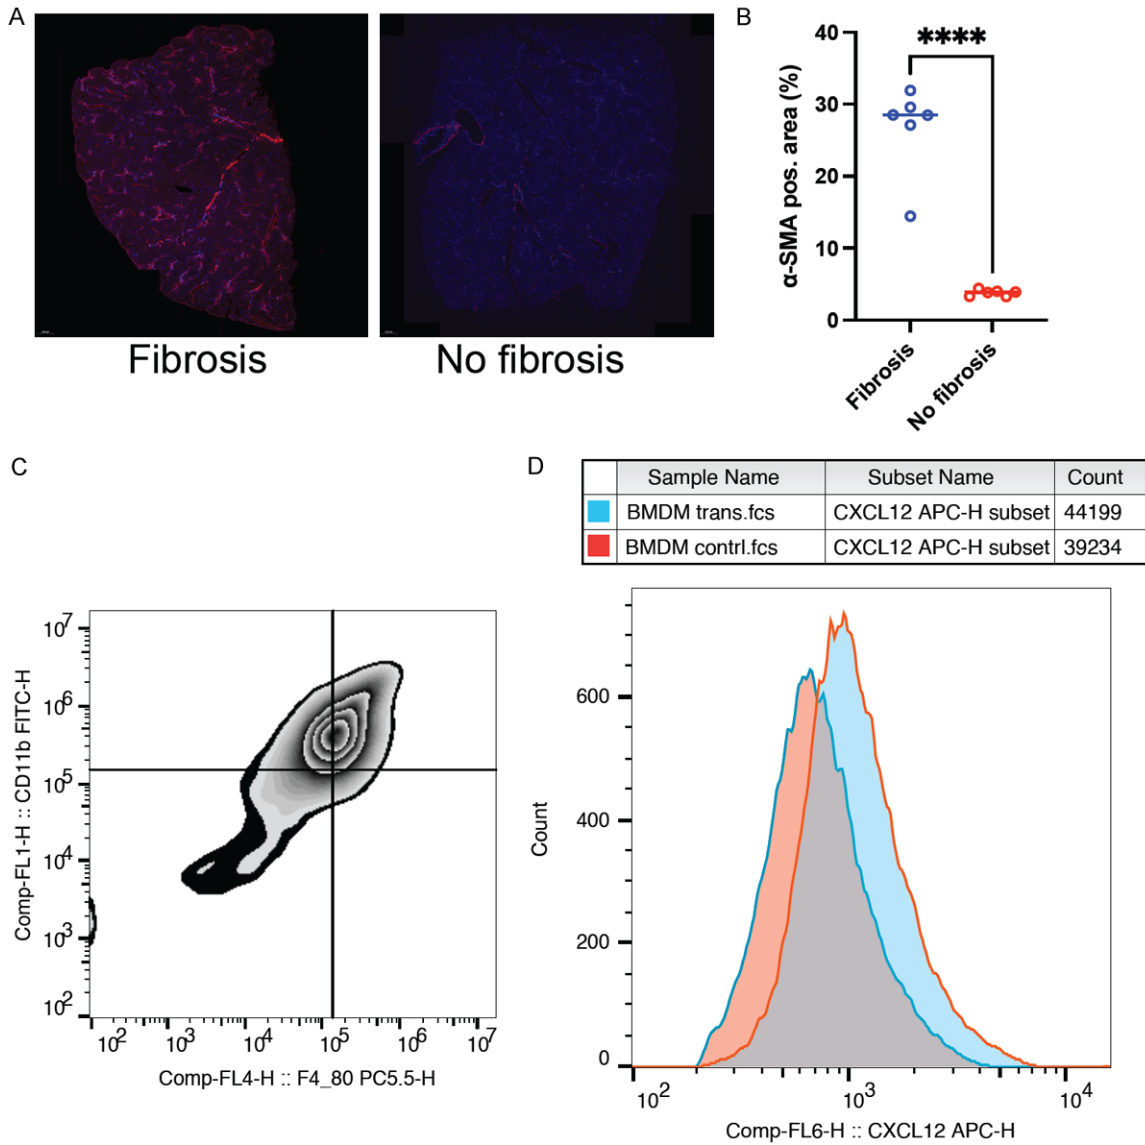 A
Fibrosis
No fibrosis
B
****
α-SMA pos. area (%)
40
30
20
10
0
Fibrosis
No fibrosis
C
Comp-FL1-H :: CD11b FITC-H
10^7
10^6
10^5
10^4
10^3
10^2
10^2 10^3 10^4 10^5 10^6 10^7
Comp-FL4-H :: F4_80 PC5.5-H
D
Sample Name Subset Name Count
BMDM trans.fcs CXCL12 APC-H subset 44199
BMDM contrl.fcs CXCL12 APC-H subset 39234
Count
600
400
200
0
10^2 10^3 10^4
Comp-FL6-H :: CXCL12 APC-H